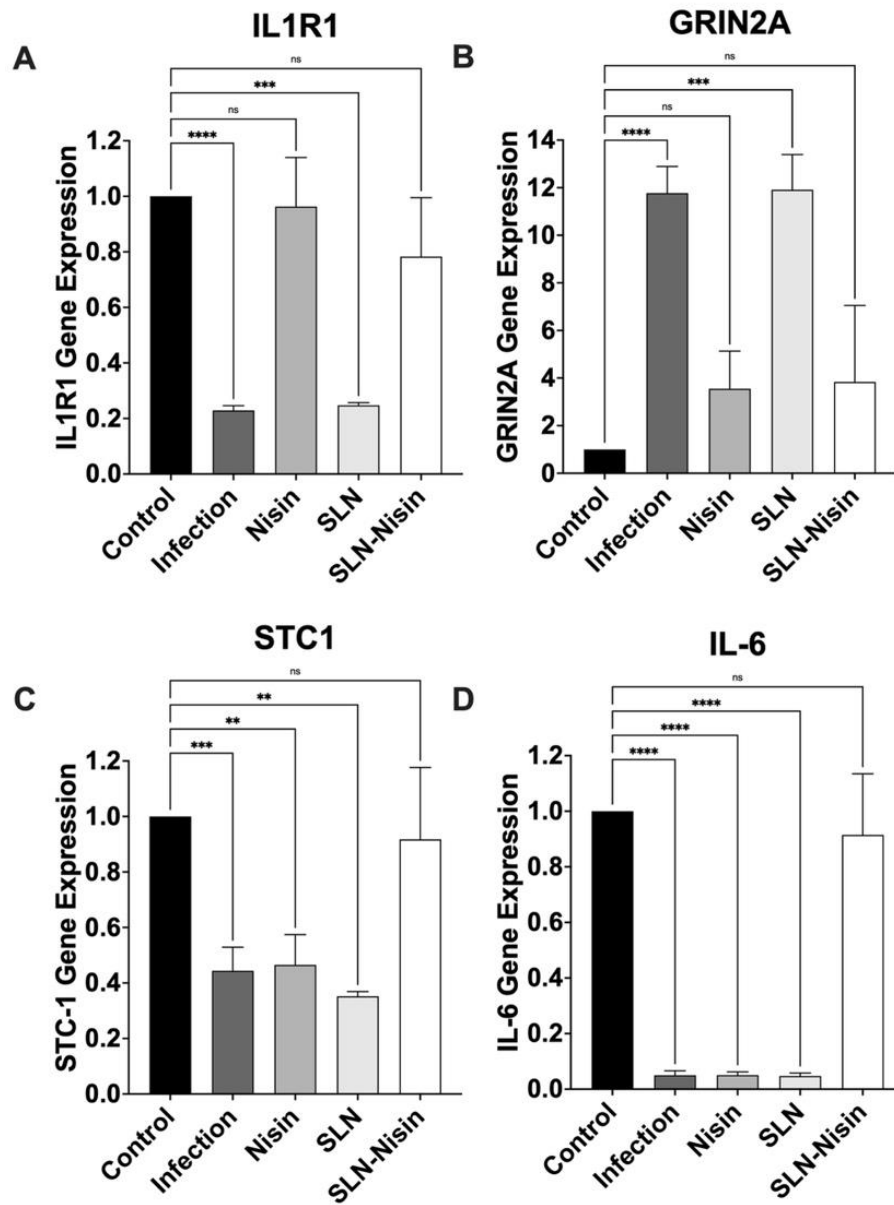 A
IL1R1
ns
***
ns
****
IL1R1 Gene Expression
1.2
1.0
0.8
0.6
0.4
0.2
0.0
Control
Infection
Nisin
SLN
SLN-Nisin
B
GRIN2A
ns
***
ns
****
GRIN2A Gene Expression
14
12
10
8
6
4
2
0
Control
Infection
Nisin
SLN
SLN-Nisin
C
STC1
ns
**
**
***
STC-1 Gene Expression
1.2
1.0
0.8
0.6
0.4
0.2
0.0
Control
Infection
Nisin
SLN
SLN-Nisin
D
IL-6
ns
****
****
****
IL-6 Gene Expression
1.2
1.0
0.8
0.6
0.4
0.2
0.0
Control
Infection
Nisin
SLN
SLN-Nisin